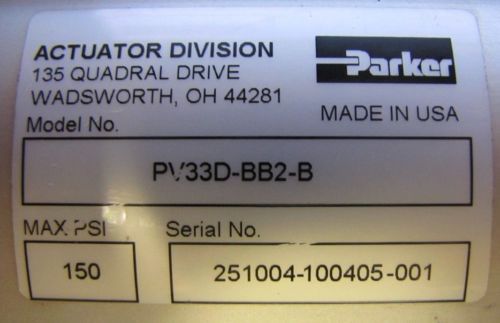 ACTUATOR DIVISION
135 QUADRAL DRIVE
WADSWORTH, OH 44281
Parker
MADE IN USA
Model No.
PV33D-BB2-B
MAX. PSI
150
Serial No.
251004-100405-001